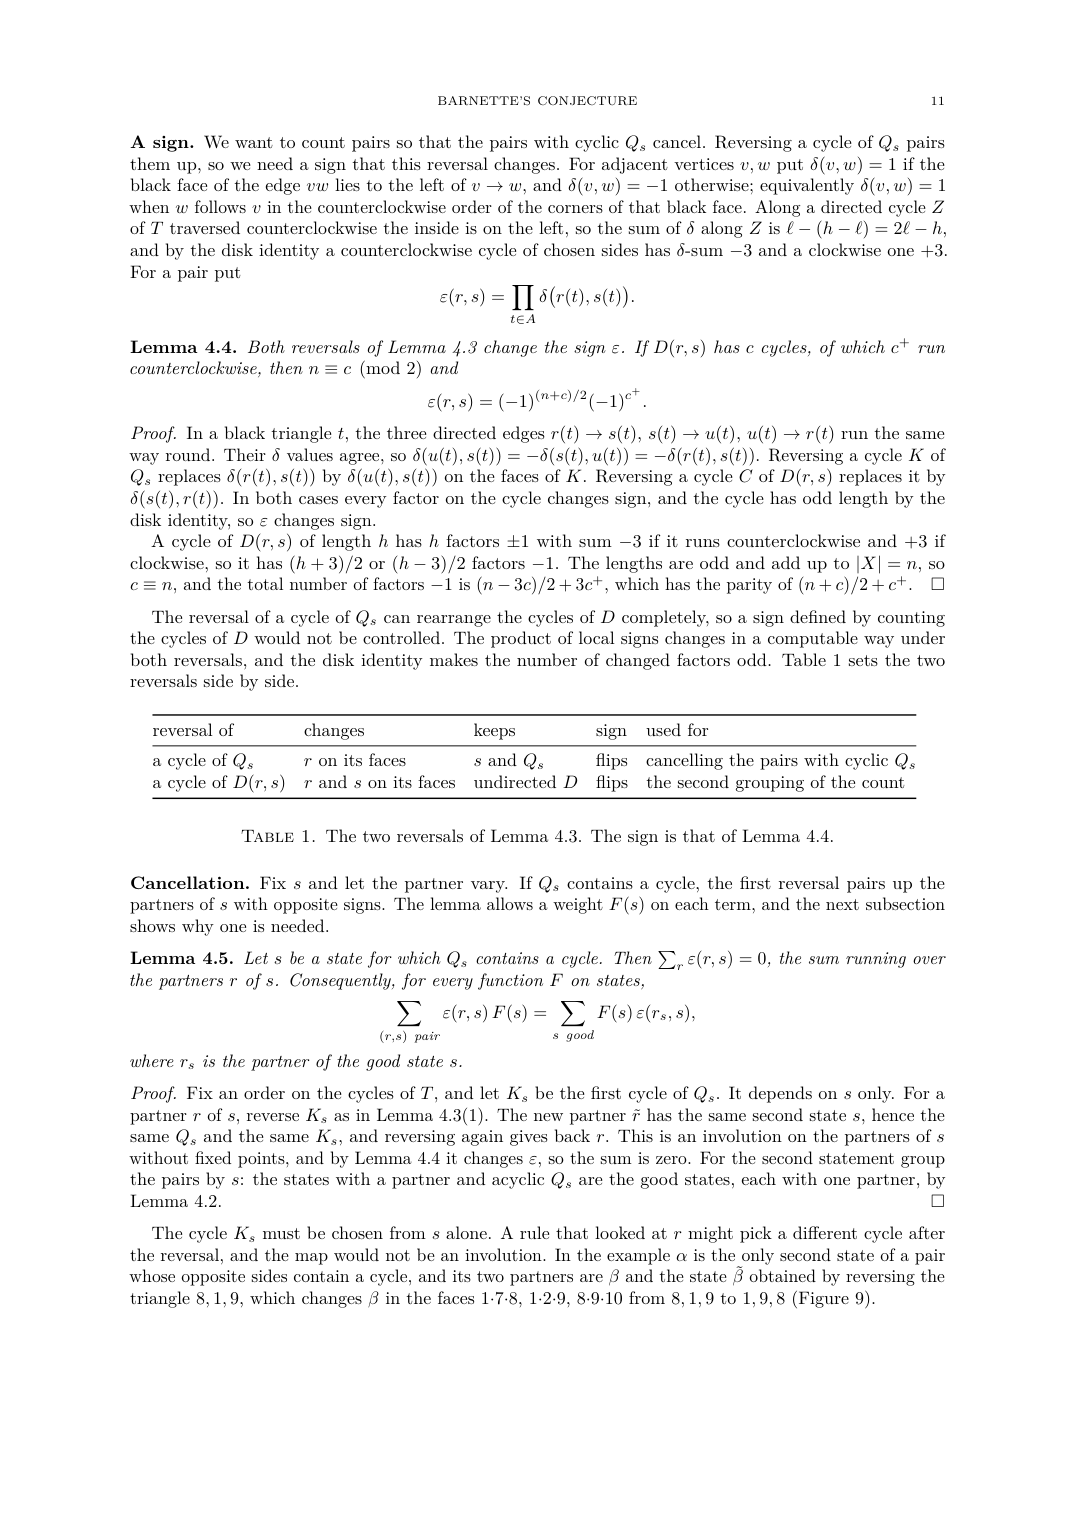 BARNETTE'S CONJECTURE 11
A sign. We want to count pairs so that the pairs with cyclic Qₛ cancel. Reversing a cycle of Qₛ pairs
them up, so we need a sign that this reversal changes. For adjacent vertices v, w put δ(v, w) = 1 if the
black face of the edge vw lies to the left of v → w, and δ(v, w) = −1 otherwise; equivalently δ(v, w) = 1
when w follows v in the counterclockwise order of the corners of that black face. Along a directed cycle Z
of T traversed counterclockwise the inside is on the left, so the sum of δ along Z is ℓ − (h − ℓ) = 2ℓ − h,
and by the disk identity a counterclockwise cycle of chosen sides has δ-sum −3 and a clockwise one +3.
For a pair put
ε(r, s) = ∏_{t∈A} δ(r(t), s(t)).
Lemma 4.4. Both reversals of Lemma 4.3 change the sign ε. If D(r, s) has c cycles, of which c⁺ run
counterclockwise, then n ≡ c (mod 2) and
ε(r, s) = (−1)^{(n+c)/2}(−1)^{c⁺}.
Proof. In a black triangle t, the three directed edges r(t) → s(t), s(t) → u(t), u(t) → r(t) run the same
way round. Their δ values agree, so δ(u(t), s(t)) = −δ(s(t), u(t)) = −δ(r(t), s(t)). Reversing a cycle K of
Qₛ replaces δ(r(t), s(t)) by δ(u(t), s(t)) on the faces of K. Reversing a cycle C of D(r, s) replaces it by
δ(s(t), r(t)). In both cases every factor on the cycle changes sign, and the cycle has odd length by the
disk identity, so ε changes sign.
A cycle of D(r, s) of length h has h factors ±1 with sum −3 if it runs counterclockwise and +3 if
clockwise, so it has (h + 3)/2 or (h − 3)/2 factors −1. The lengths are odd and add up to |X| = n, so
c ≡ n, and the total number of factors −1 is (n − 3c)/2 + 3c⁺, which has the parity of (n + c)/2 + c⁺. □
The reversal of a cycle of Qₛ can rearrange the cycles of D completely, so a sign defined by counting
the cycles of D would not be controlled. The product of local signs changes in a computable way under
both reversals, and the disk identity makes the number of changed factors odd. Table 1 sets the two
reversals side by side.
reversal of changes keeps sign used for
a cycle of Qₛ r on its faces s and Qₛ flips cancelling the pairs with cyclic Qₛ
a cycle of D(r, s) r and s on its faces undirected D flips the second grouping of the count
Table 1. The two reversals of Lemma 4.3. The sign is that of Lemma 4.4.
Cancellation. Fix s and let the partner vary. If Qₛ contains a cycle, the first reversal pairs up the
partners of s with opposite signs. The lemma allows a weight F(s) on each term, and the next subsection
shows why one is needed.
Lemma 4.5. Let s be a state for which Qₛ contains a cycle. Then ∑ᵣ ε(r, s) = 0, the sum running over
the partners r of s. Consequently, for every function F on states,
∑_{(r,s) pair} ε(r, s) F(s) = ∑_{s good} F(s) ε(rₛ, s),
where rₛ is the partner of the good state s.
Proof. Fix an order on the cycles of T, and let Kₛ be the first cycle of Qₛ. It depends on s only. For a
partner r of s, reverse Kₛ as in Lemma 4.3(1). The new partner r̃ has the same second state s, hence the
same Qₛ and the same Kₛ, and reversing again gives back r. This is an involution on the partners of s
without fixed points, and by Lemma 4.4 it changes ε, so the sum is zero. For the second statement group
the pairs by s: the states with a partner and acyclic Qₛ are the good states, each with one partner, by
Lemma 4.2. □
The cycle Kₛ must be chosen from s alone. A rule that looked at r might pick a different cycle after
the reversal, and the map would not be an involution. In the example α is the only second state of a pair
whose opposite sides contain a cycle, and its two partners are β and the state β̃ obtained by reversing the
triangle 8, 1, 9, which changes β in the faces 1·7·8, 1·2·9, 8·9·10 from 8, 1, 9 to 1, 9, 8 (Figure 9).